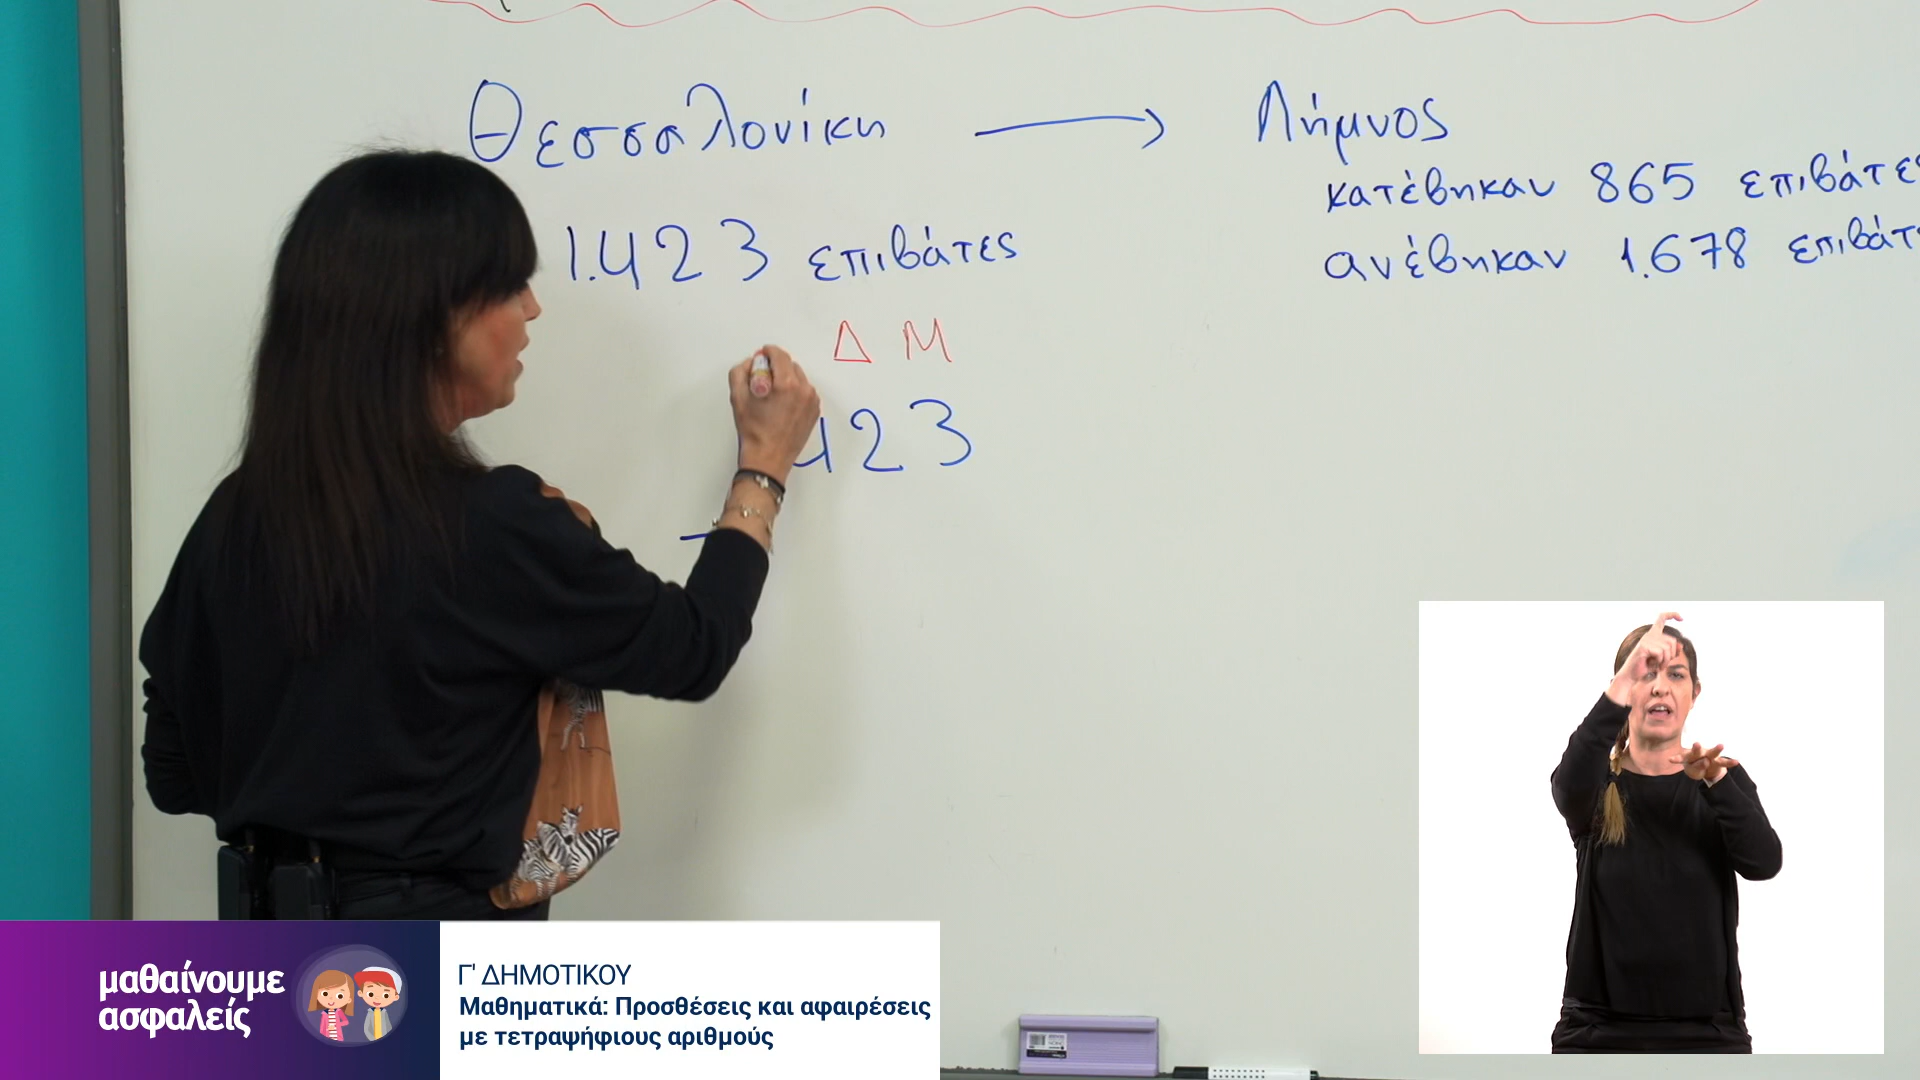 Θεσσαλονίκη → Λήμνος
κατέβηκαν 865 επιβάτες
1.423 επιβάτες
ανέβηκαν 1.678 επιβάτ
Δ Μ
423
-
μαθαίνουμε
ασφαλείς
Γ' ΔΗΜΟΤΙΚΟΥ
Μαθηματικά: Προσθέσεις και αφαιρέσεις
με τετραψήφιους αριθμούς